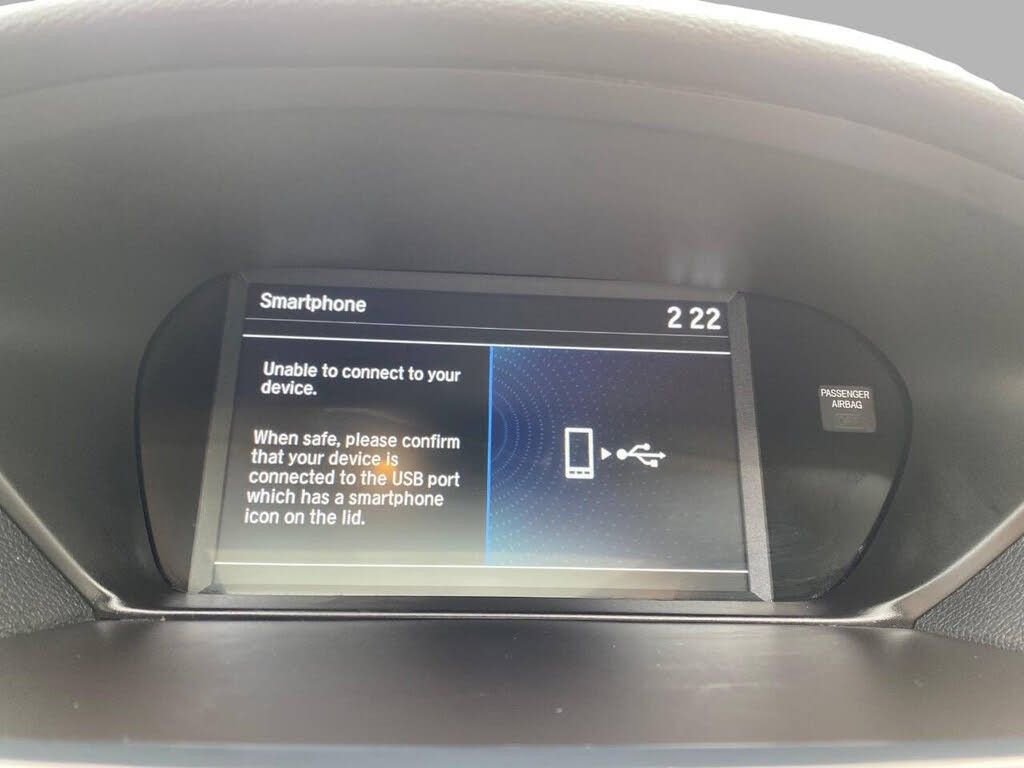 Smartphone
2 22
Unable to connect to your
device.
When safe, please confirm
that your device is
connected to the USB port
which has a smartphone
icon on the lid.
PASSENGER
AIRBAG